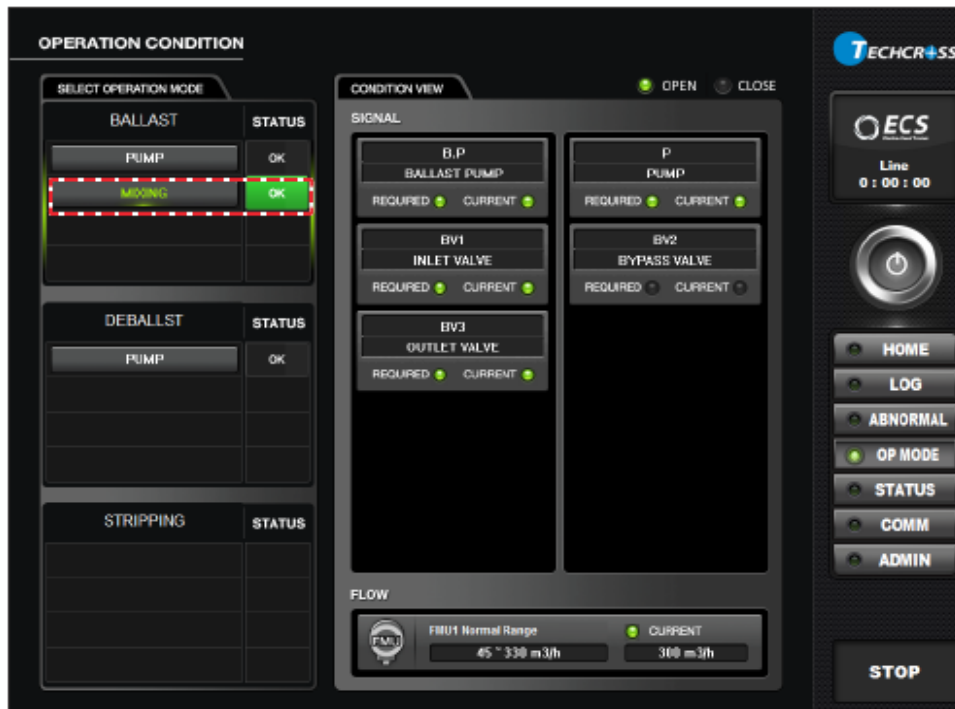 OPERATION CONDITION
TECHCROSS
SELECT OPERATION MODE
BALLAST STATUS
PUMP OK
MIXING OK
DEBALLST STATUS
PUMP OK
STRIPPING STATUS
CONDITION VIEW OPEN CLOSE
SIGNAL
B.P
BALLAST PUMP
REQUIRED CURRENT
P
PUMP
REQUIRED CURRENT
BV1
INLET VALVE
REQUIRED CURRENT
BV2
BYPASS VALVE
REQUIRED CURRENT
BV3
OUTLET VALVE
REQUIRED CURRENT
FLOW
FMU
FMU1 Normal Range CURRENT
45 ~ 330 m3/h 300 m3/h
ECS
Line
0 : 00 : 00
HOME
LOG
ABNORMAL
OP MODE
STATUS
COMM
ADMIN
STOP